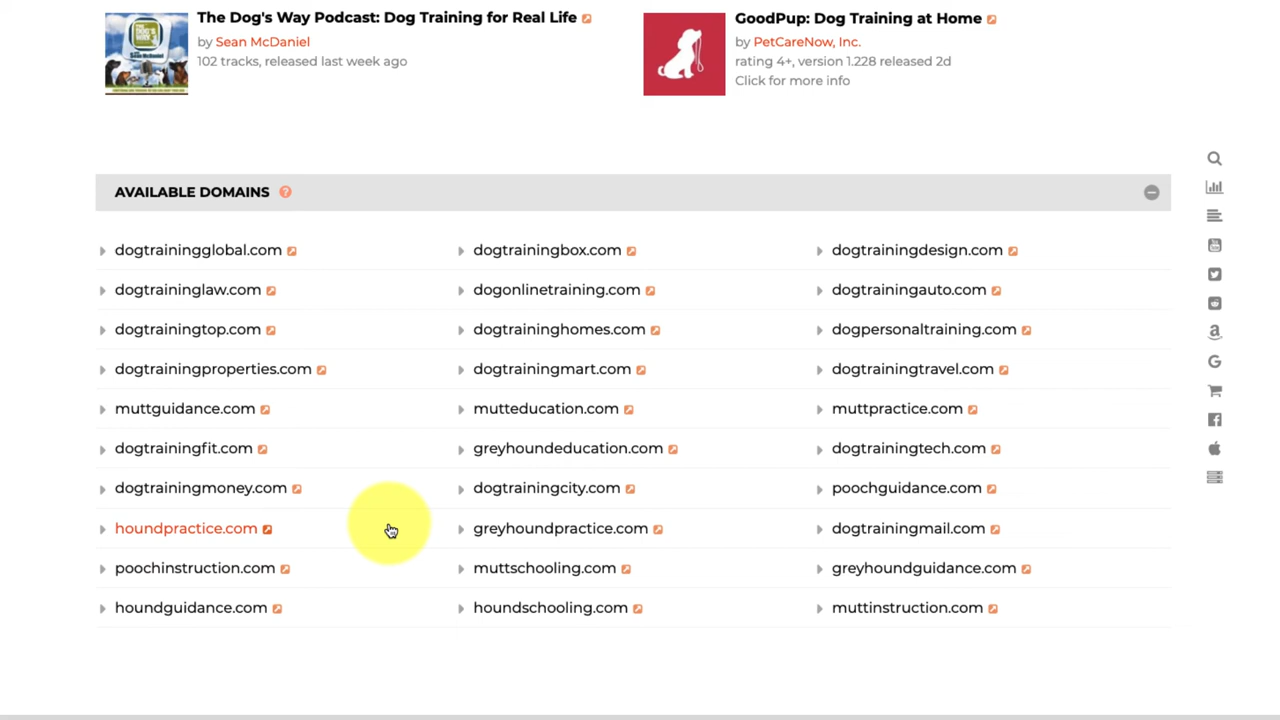 The Dog's Way Podcast: Dog Training for Real Life
by Sean McDaniel
102 tracks, released last week ago
GoodPup: Dog Training at Home
by PetCareNow, Inc.
rating 4+, version 1.228 released 2d
Click for more info
AVAILABLE DOMAINS ?
dogtrainingglobal.com dogtrainingbox.com dogtrainingdesign.com
dogtraininglaw.com dogonlinetraining.com dogtrainingauto.com
dogtrainingtop.com dogtraininghomes.com dogpersonaltraining.com
dogtrainingproperties.com dogtrainingmart.com dogtrainingtravel.com
muttguidance.com mutteducation.com muttpractice.com
dogtrainingfit.com greyhoundeducation.com dogtrainingtech.com
dogtrainingmoney.com dogtrainingcity.com poochguidance.com
houndpractice.com greyhoundpractice.com dogtrainingmail.com
poochinstruction.com muttschooling.com greyhoundguidance.com
houndguidance.com houndschooling.com muttinstruction.com